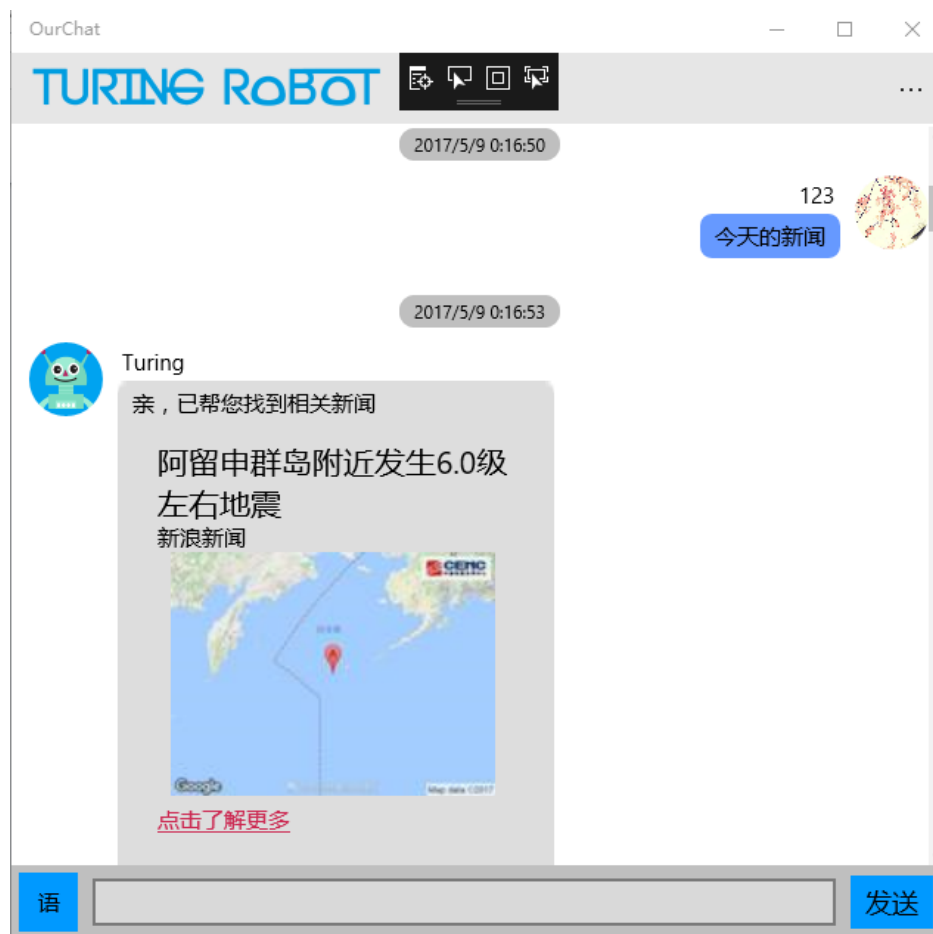 OurChat
TURING ROBOT
...
2017/5/9 0:16:50
123
今天的新闻
2017/5/9 0:16:53
Turing
亲，已帮您找到相关新闻
阿留申群岛附近发生6.0级
左右地震
新浪新闻
CENC
A
Google
Map data ©2017
点击了解更多
语
发送